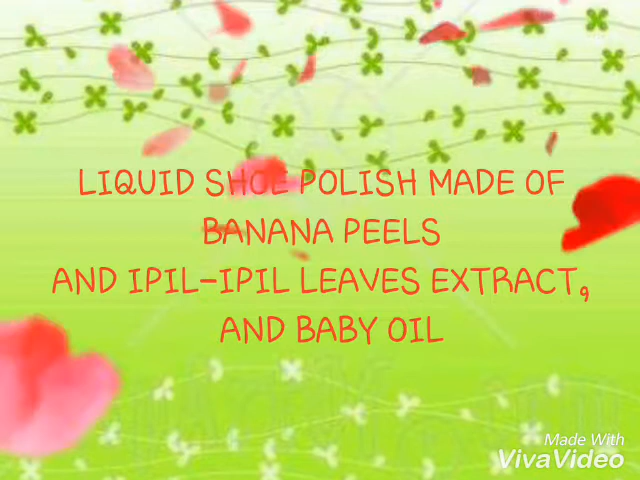 LIQUID SHOE POLISH MADE OF
BANANA PEELS
AND IPIL-IPIL LEAVES EXTRACT,
AND BABY OIL
Made With
VivaVideo